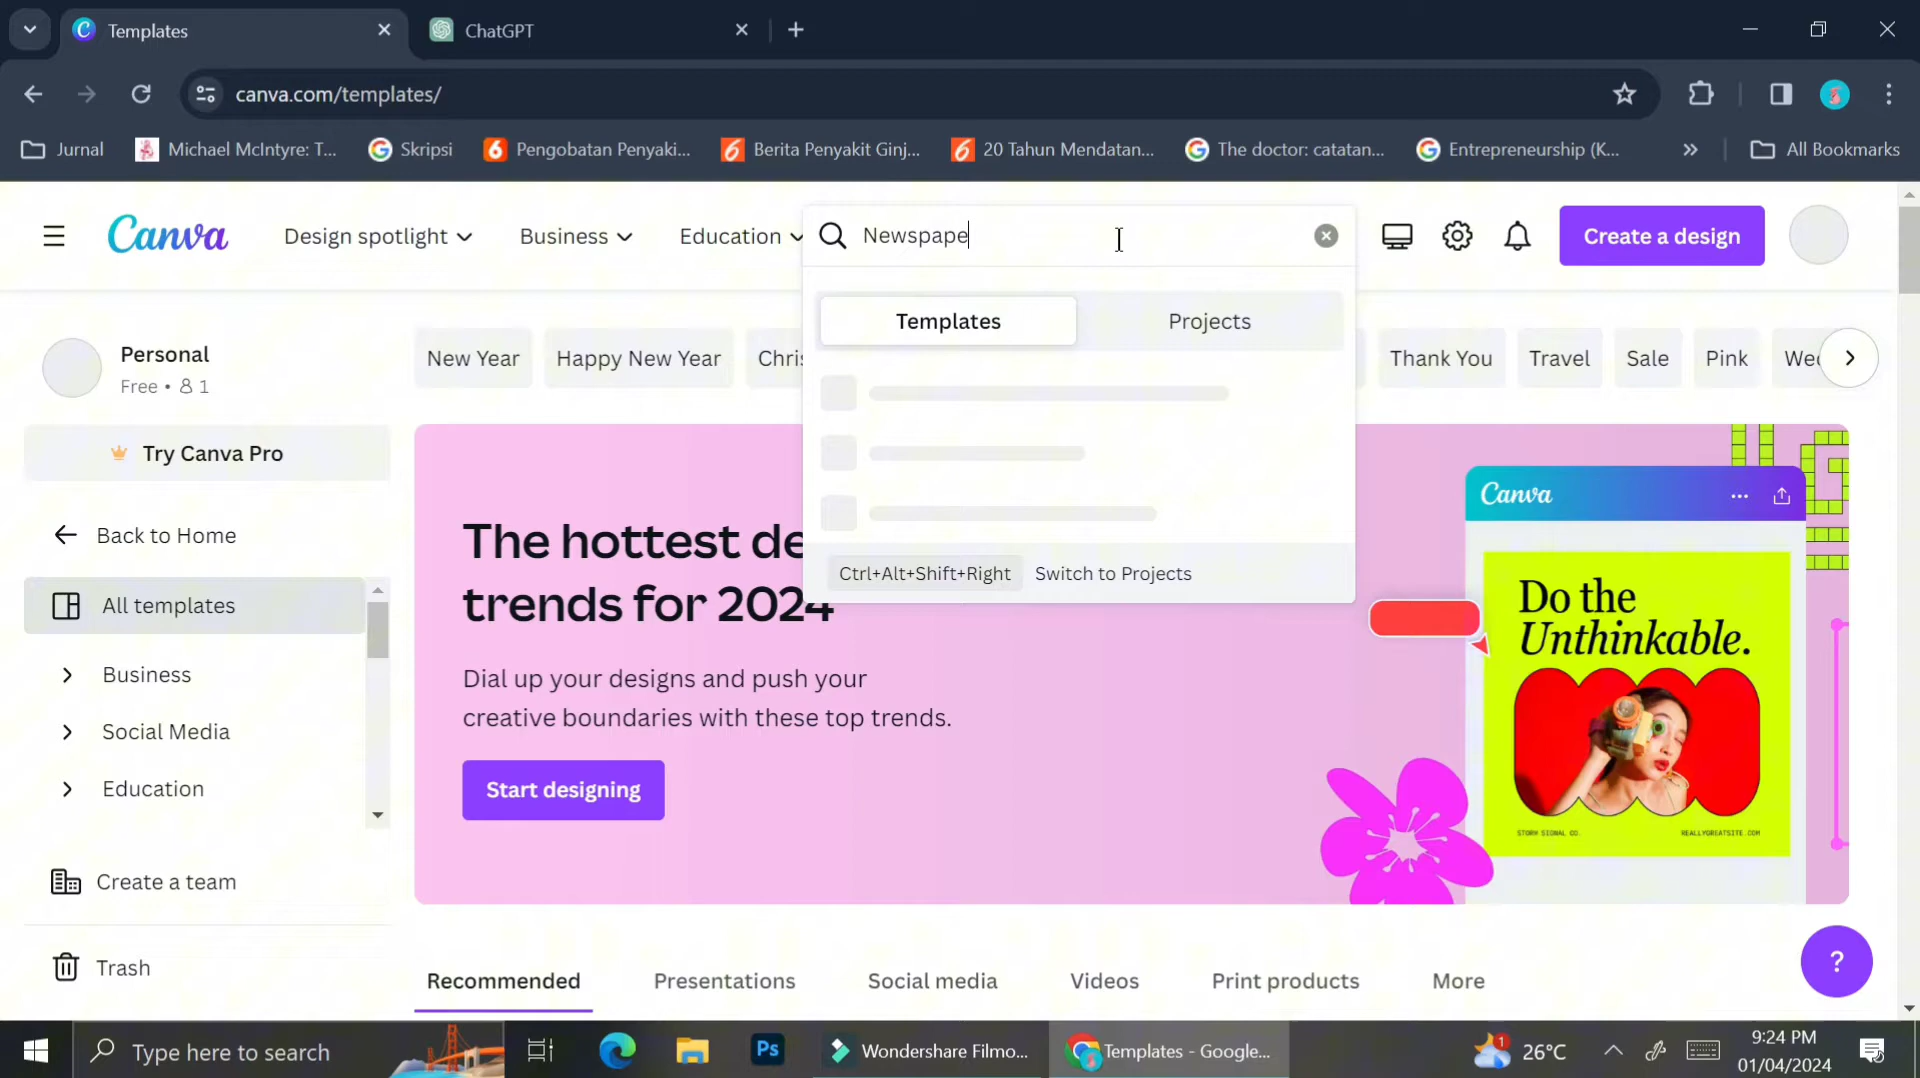 Templates
ChatGPT
canva.com/templates/
Jurnal
Michael McIntyre: T...
Skripsi
Pengobatan Penyaki...
Berita Penyakit Ginj...
20 Tahun Mendatan...
The doctor: catatan...
Entrepreneurship (K...
All Bookmarks
Canva
Design spotlight
Business
Education
Newspape
Create a design
Templates
Projects
Personal
Free • 1
New Year
Happy New Year
Chris
Thank You
Travel
Sale
Pink
Wed
Try Canva Pro
Back to Home
All templates
Business
Social Media
Education
Create a team
Trash
Ctrl+Alt+Shift+Right
Switch to Projects
The hottest de
trends for 2024
Dial up your designs and push your
creative boundaries with these top trends.
Start designing
Canva
Do the
Unthinkable.
REALLYGREATSITE.COM
?
Recommended
Presentations
Social media
Videos
Print products
More
Type here to search
Ps
Wondershare Filmo...
Templates - Google...
1
26°C
9:24 PM
01/04/2024